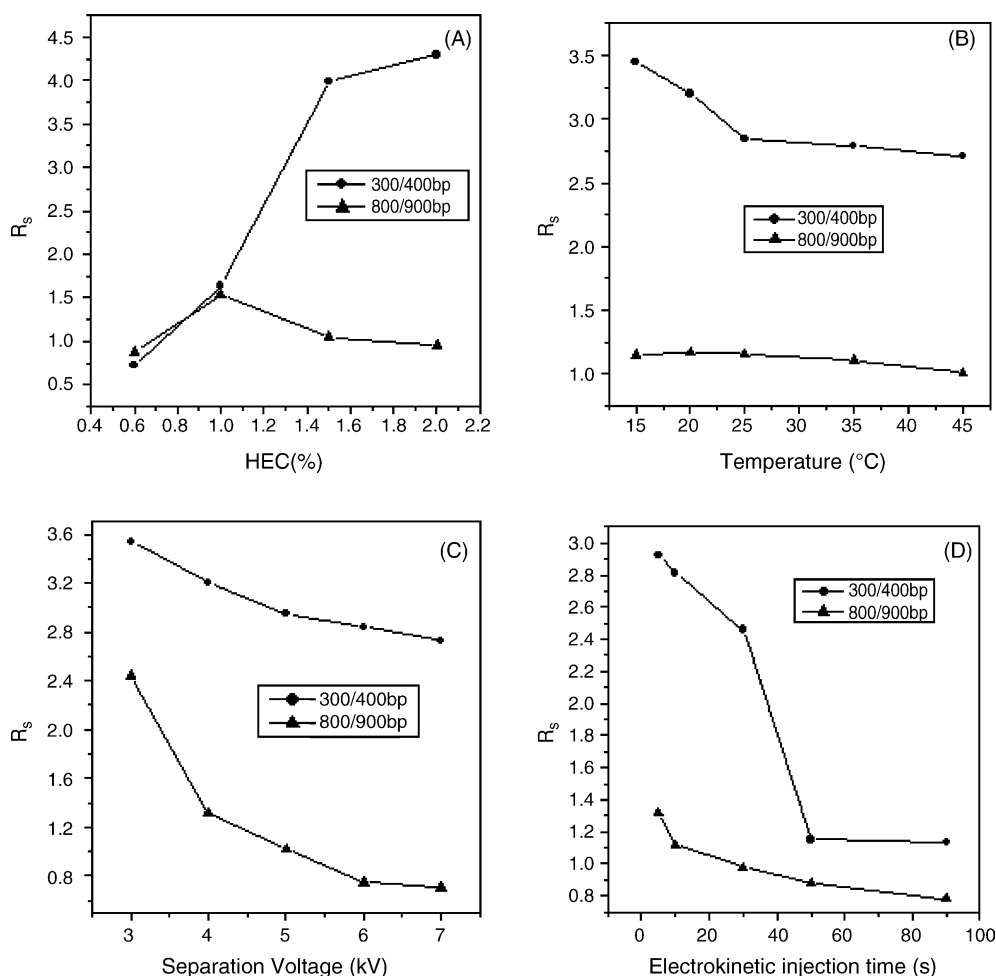 (A)
4.5
4.0
3.5
3.0
2.5
2.0
1.5
1.0
0.5
R_s
300/400bp
800/900bp
0.4 0.6 0.8 1.0 1.2 1.4 1.6 1.8 2.0 2.2
HEC(%)
(B)
3.5
3.0
2.5
2.0
1.5
1.0
R_s
300/400bp
800/900bp
15 20 25 30 35 40 45
Temperature (°C)
(C)
3.6
3.2
2.8
2.4
2.0
1.6
1.2
0.8
R_s
300/400bp
800/900bp
3 4 5 6 7
Separation Voltage (kV)
(D)
3.0
2.8
2.6
2.4
2.2
2.0
1.8
1.6
1.4
1.2
1.0
0.8
R_s
300/400bp
800/900bp
0 20 40 60 80 100
Electrokinetic injection time (s)